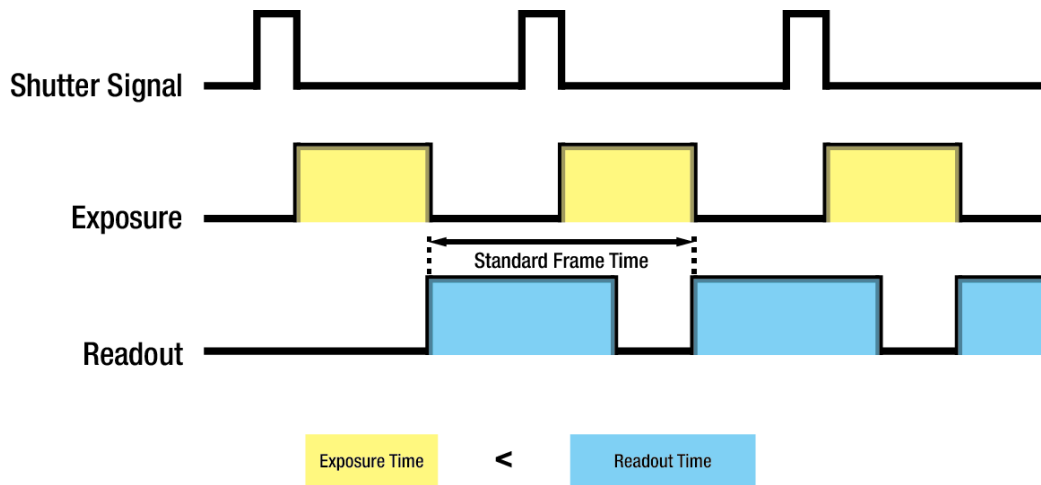 Shutter Signal
Exposure
Standard Frame Time
Readout
Exposure Time < Readout Time